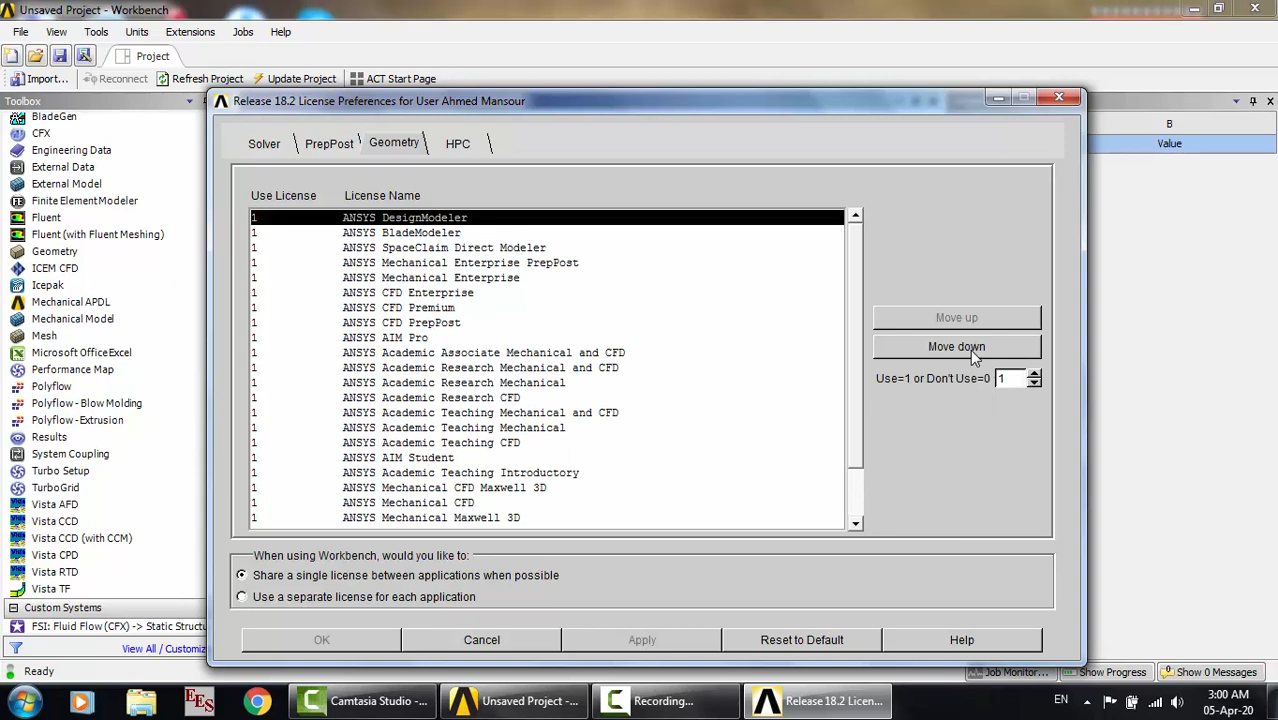 Unsaved Project - Workbench
File View Tools Units Extensions Jobs Help
Project
Import... Reconnect Refresh Project Update Project ACT Start Page
Toolbox
BladeGen
CFX
Engineering Data
External Data
External Model
Finite Element Modeler
Fluent
Fluent (with Fluent Meshing)
Geometry
ICEM CFD
Icepak
Mechanical APDL
Mechanical Model
Mesh
Microsoft OfficeExcel
Performance Map
Polyflow
Polyflow - Blow Molding
Polyflow - Extrusion
Results
System Coupling
Turbo Setup
TurboGrid
Vista AFD
Vista CCD
Vista CCD (with CCM)
Vista CPD
Vista RTD
Vista TF
Custom Systems
FSI: Fluid Flow (CFX) -> Static Structu
View All / Customiz
Ready
Release 18.2 License Preferences for User Ahmed Mansour
Solver PrepPost Geometry HPC
Use License License Name
1 ANSYS DesignModeler
1 ANSYS BladeModeler
1 ANSYS SpaceClaim Direct Modeler
1 ANSYS Mechanical Enterprise PrepPost
1 ANSYS Mechanical Enterprise
1 ANSYS CFD Enterprise
1 ANSYS CFD Premium
1 ANSYS CFD PrepPost
1 ANSYS AIM Pro
1 ANSYS Academic Associate Mechanical and CFD
1 ANSYS Academic Research Mechanical and CFD
1 ANSYS Academic Research Mechanical
1 ANSYS Academic Research CFD
1 ANSYS Academic Teaching Mechanical and CFD
1 ANSYS Academic Teaching Mechanical
1 ANSYS Academic Teaching CFD
1 ANSYS AIM Student
1 ANSYS Academic Teaching Introductory
1 ANSYS Mechanical CFD Maxwell 3D
1 ANSYS Mechanical CFD
1 ANSYS Mechanical Maxwell 3D
Move up
Move down
Use=1 or Don't Use=0 1
When using Workbench, would you like to:
Share a single license between applications when possible
Use a separate license for each application
OK Cancel Apply Reset to Default Help
B
Value
Job Monitor... Show Progress Show 0 Messages
EES Camtasia Studio -... Unsaved Project -... Recording... Release 18.2 Licen... EN
3:00 AM
05-Apr-20